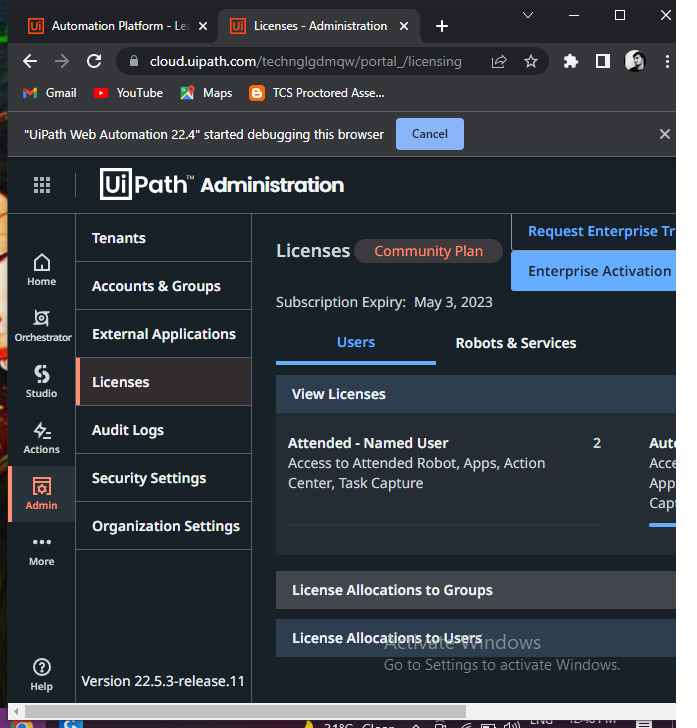 Automation Platform - Lea
Licenses - Administration
cloud.uipath.com/technglgdmqw/portal_/licensing
Gmail
YouTube
Maps
TCS Proctored Asse...
"UiPath Web Automation 22.4" started debugging this browser
Cancel
UiPath™ Administration
Home
Orchestrator
Studio
Actions
Admin
More
Help
Tenants
Accounts & Groups
External Applications
Licenses
Audit Logs
Security Settings
Organization Settings
Version 22.5.3-release.11
Licenses
Community Plan
Request Enterprise Tr
Enterprise Activation
Subscription Expiry: May 3, 2023
Users
Robots & Services
View Licenses
Attended - Named User 2
Access to Attended Robot, Apps, Action
Center, Task Capture
Auto
Acce
App
Capt
License Allocations to Groups
License Allocations to Users
Activate Windows
Go to Settings to activate Windows.
31°C Clear
ENG